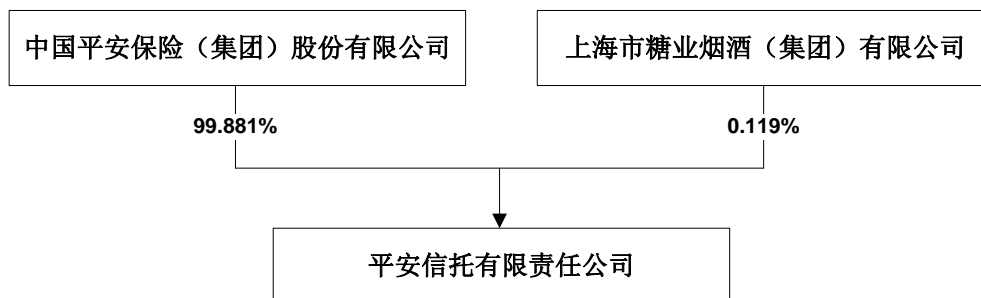 中国平安保险（集团）股份有限公司
上海市糖业烟酒（集团）有限公司
99.881%
0.119%
平安信托有限责任公司